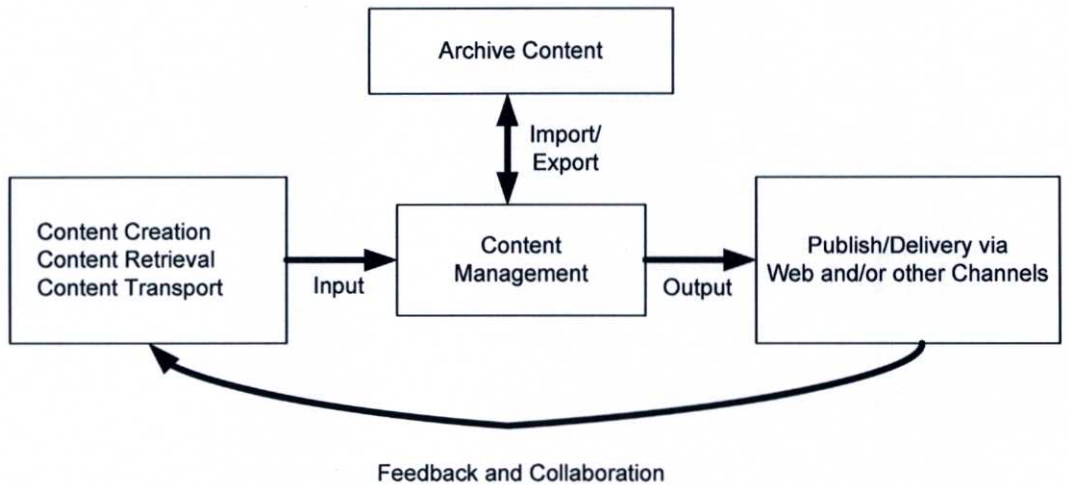 Archive Content
Import/
Export
Content Creation
Content Retrieval
Content Transport
Input
Content
Management
Output
Publish/Delivery via
Web and/or other Channels
Feedback and Collaboration